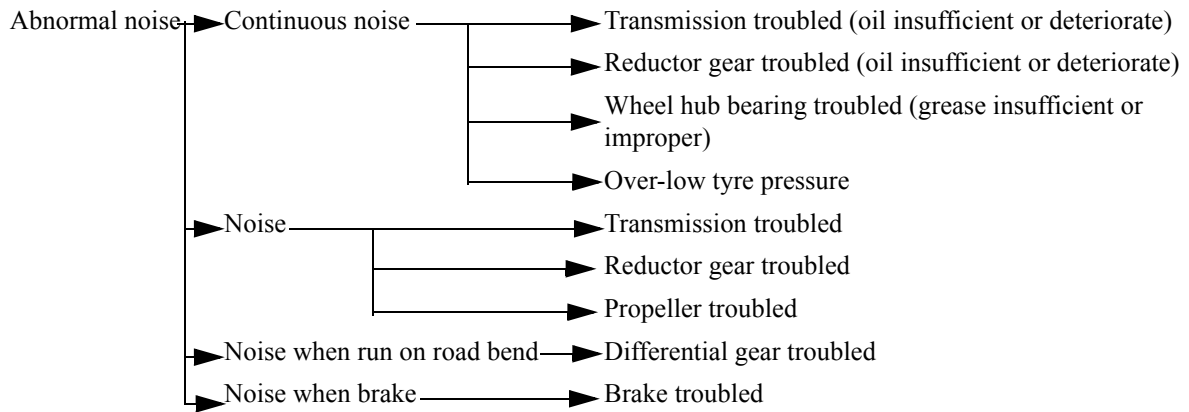 Abnormal noise Continuous noise Transmission troubled (oil insufficient or deteriorate)
Reductor gear troubled (oil insufficient or deteriorate)
Wheel hub bearing troubled (grease insufficient or
improper)
Over-low tyre pressure
Noise Transmission troubled
Reductor gear troubled
Propeller troubled
Noise when run on road bend Differential gear troubled
Noise when brake Brake troubled